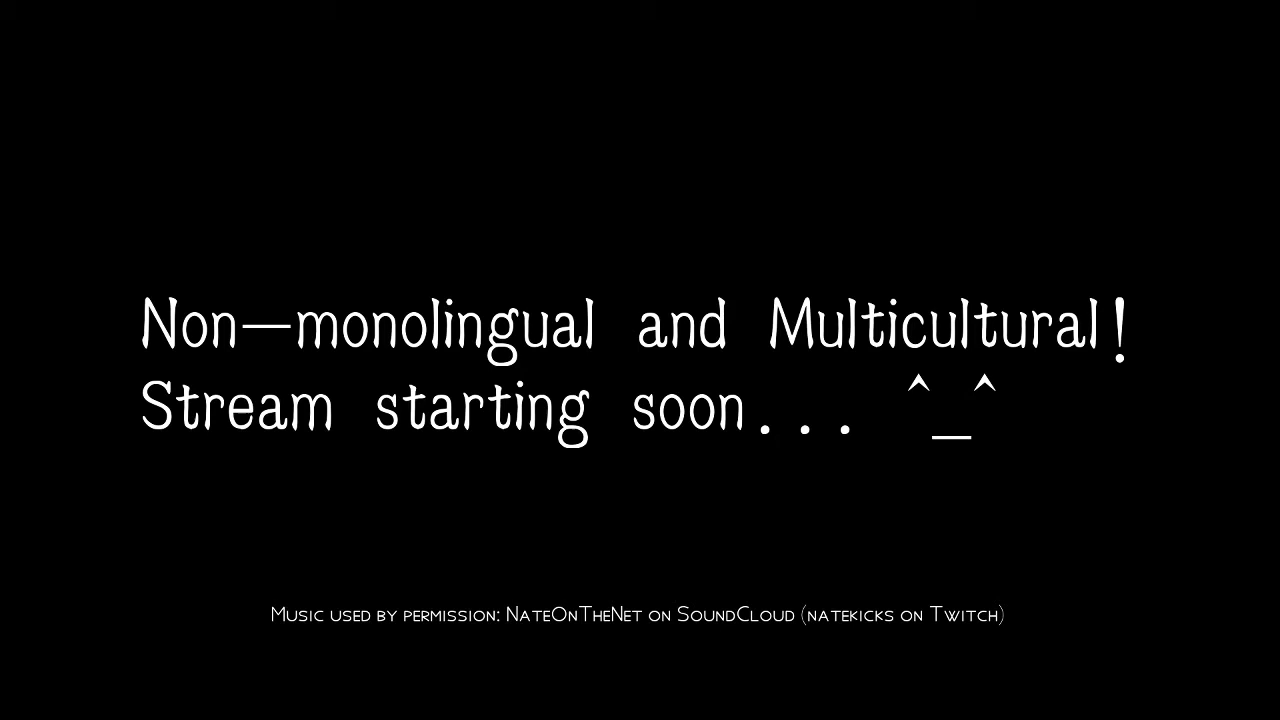 Non-monolingual and Multicultural!
Stream starting soon... ^_^
Music used by permission: NateOnTheNet on SoundCloud (natekicks on Twitch)